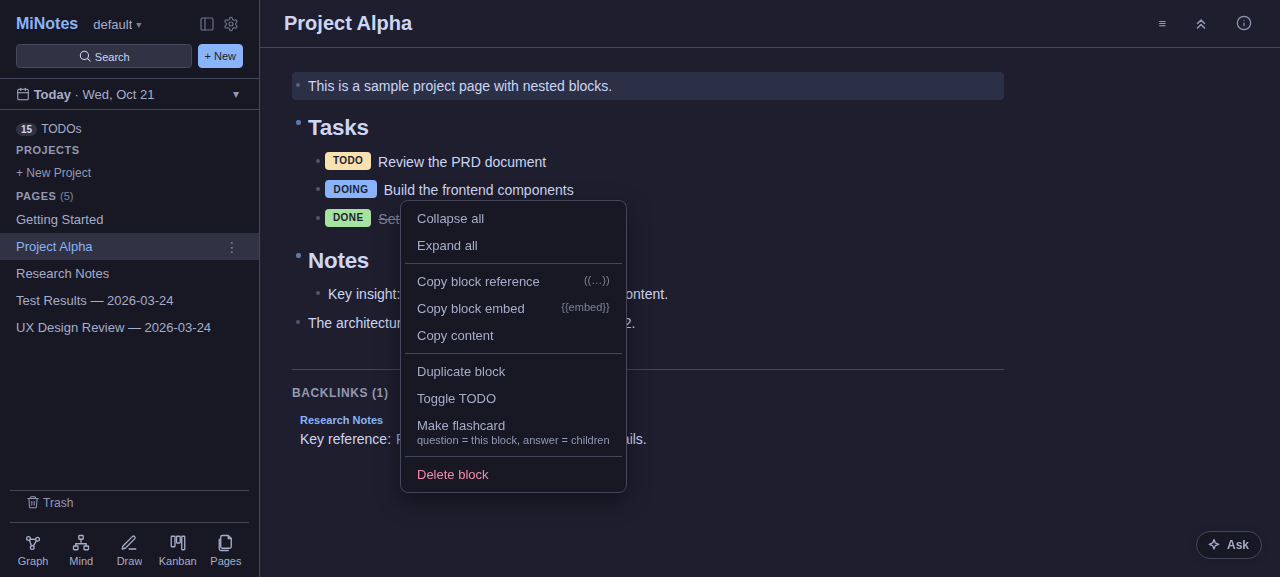 MiNotes default ▾
Search
+ New
Today · Wed, Oct 21 ▾
15 TODOs
PROJECTS
+ New Project
PAGES (5)
Getting Started
Project Alpha ⋮
Research Notes
Test Results — 2026-03-24
UX Design Review — 2026-03-24
Trash
Graph Mind Draw Kanban Pages
Project Alpha
This is a sample project page with nested blocks.
Tasks
TODO Review the PRD document
DOING Build the frontend components
DONE Set
Notes
Key insight: ontent.
The architectur 2.
BACKLINKS (1)
Research Notes
Key reference: ails.
Collapse all
Expand all
Copy block reference ((…))
Copy block embed {{embed}}
Copy content
Duplicate block
Toggle TODO
Make flashcard
question = this block, answer = children
Delete block
Ask